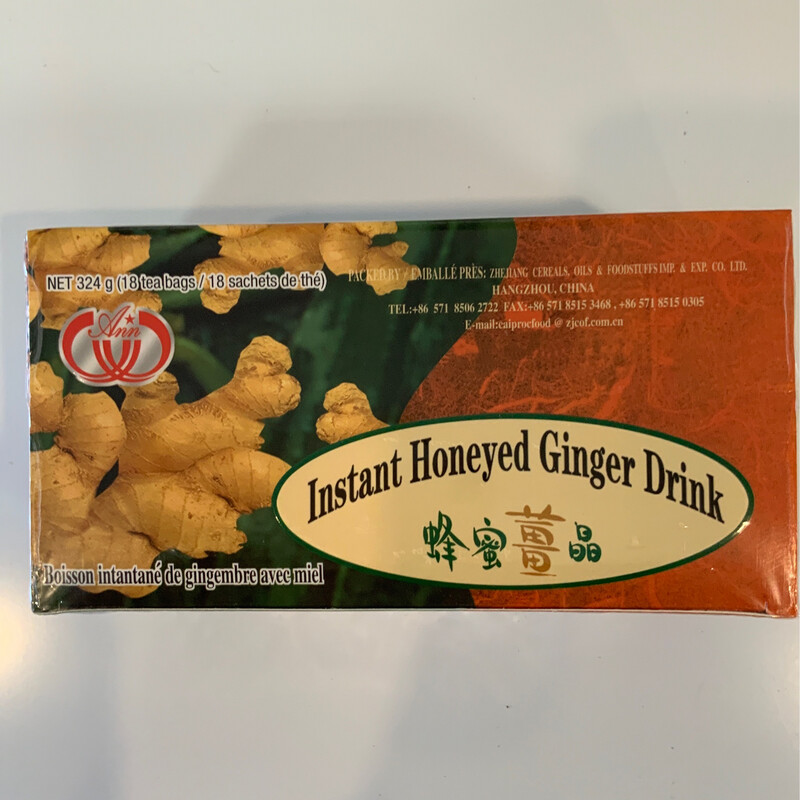 NET 324 g (18 tea bags / 18 sachets de thé)
Ann
PACKED BY / EMBALLÉ PRÈS: ZHEJIANG CEREALS, OILS & FOODSTUFFS IMP. & EXP. CO. LTD.
HANGZHOU, CHINA
TEL:+86 571 8506 2722 FAX:+86 571 8515 3468 , +86 571 8515 0305
E-mail:caiprocfood @ zjcof.com.cn
Instant Honeyed Ginger Drink
蜂蜜薑晶
Boisson intantané de gingembre avec miel